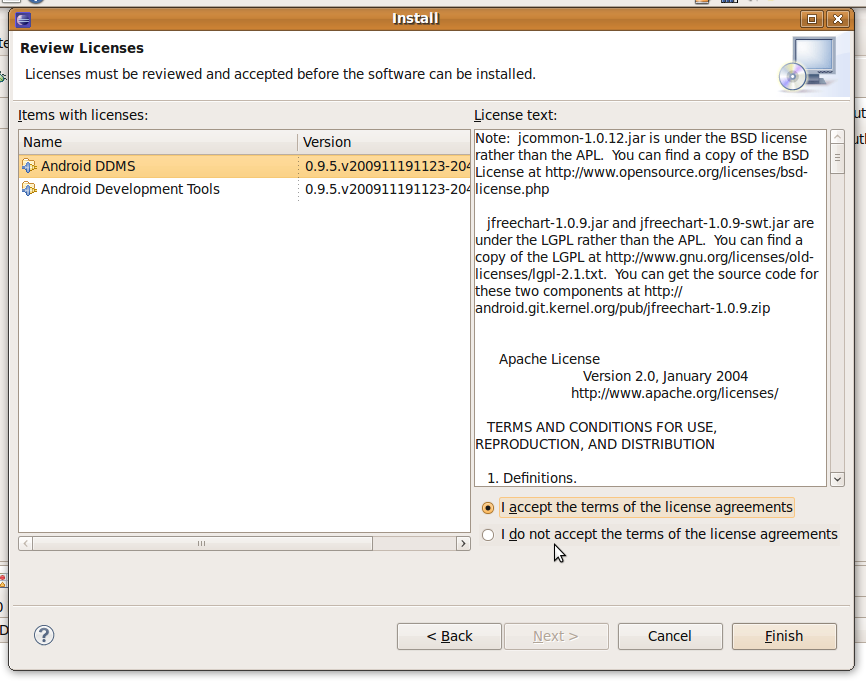 Install
Review Licenses
Licenses must be reviewed and accepted before the software can be installed.
Items with licenses:
Name Version
Android DDMS 0.9.5.v200911191123-204
Android Development Tools 0.9.5.v200911191123-204
License text:
Note:  jcommon-1.0.12.jar is under the BSD license
rather than the APL.  You can find a copy of the BSD
License at http://www.opensource.org/licenses/bsd-
license.php
jfreechart-1.0.9.jar and jfreechart-1.0.9-swt.jar are
under the LGPL rather than the APL.  You can find a
copy of the LGPL at http://www.gnu.org/licenses/old-
licenses/lgpl-2.1.txt.  You can get the source code for
these two components at http://
android.git.kernel.org/pub/jfreechart-1.0.9.zip
Apache License
Version 2.0, January 2004
http://www.apache.org/licenses/
TERMS AND CONDITIONS FOR USE,
REPRODUCTION, AND DISTRIBUTION
1. Definitions.
I accept the terms of the license agreements
I do not accept the terms of the license agreements
< Back
Next >
Cancel
Finish